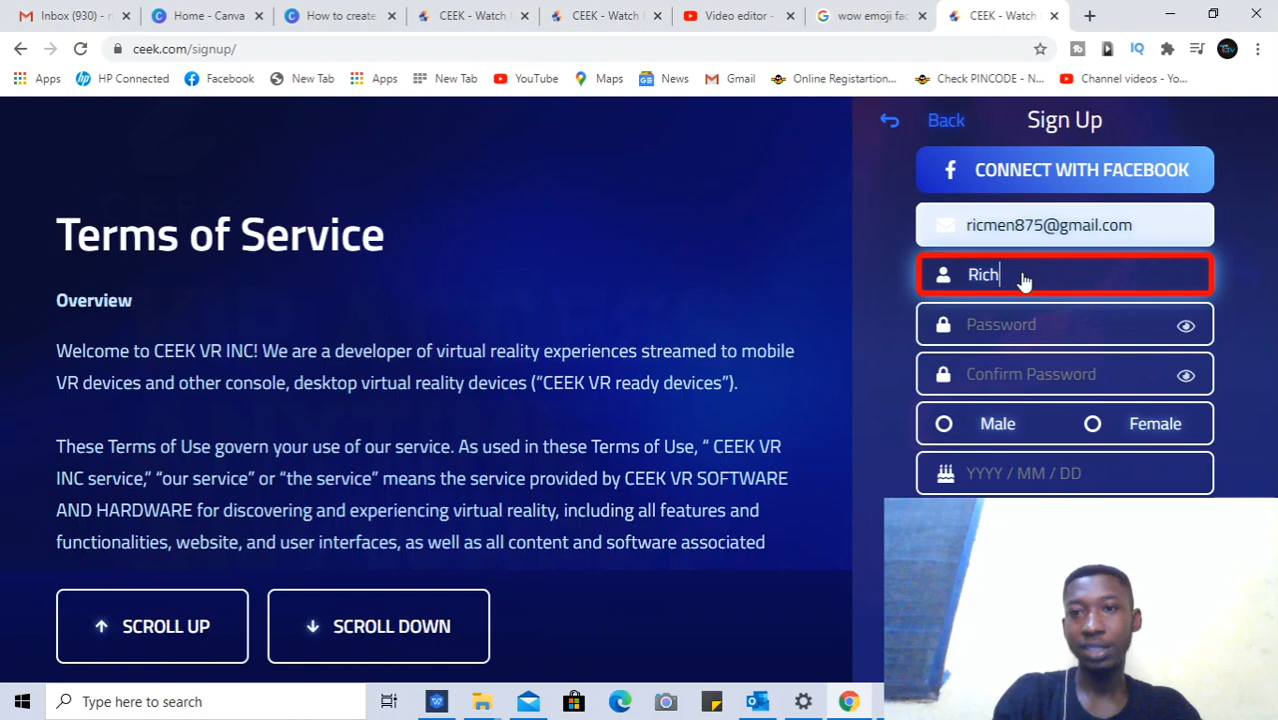 Inbox (930) - ri
Home - Canva
How to create
CEEK - Watch
CEEK - Watch
Video editor -
wow emoji fac
CEEK - Watch
ceek.com/signup/
Apps
HP Connected
Facebook
New Tab
Apps
New Tab
YouTube
Maps
News
Gmail
Online Registartion...
Check PINCODE - N...
Channel videos - Yo...
Back
Sign Up
CONNECT WITH FACEBOOK
ricmen875@gmail.com
Rich
Password
Confirm Password
Male
Female
YYYY / MM / DD
Terms of Service
Overview
Welcome to CEEK VR INC! We are a developer of virtual reality experiences streamed to mobile
VR devices and other console, desktop virtual reality devices (“CEEK VR ready devices”).
These Terms of Use govern your use of our service. As used in these Terms of Use, “ CEEK VR
INC service,” “our service” or “the service” means the service provided by CEEK VR SOFTWARE
AND HARDWARE for discovering and experiencing virtual reality, including all features and
functionalities, website, and user interfaces, as well as all content and software associated
SCROLL UP
SCROLL DOWN
Type here to search